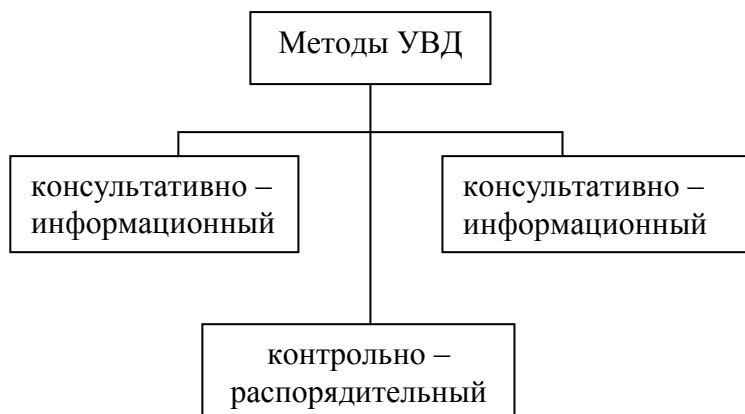 Методы УВД
консультативно –
информационный
консультативно –
информационный
контрольно –
распорядительный